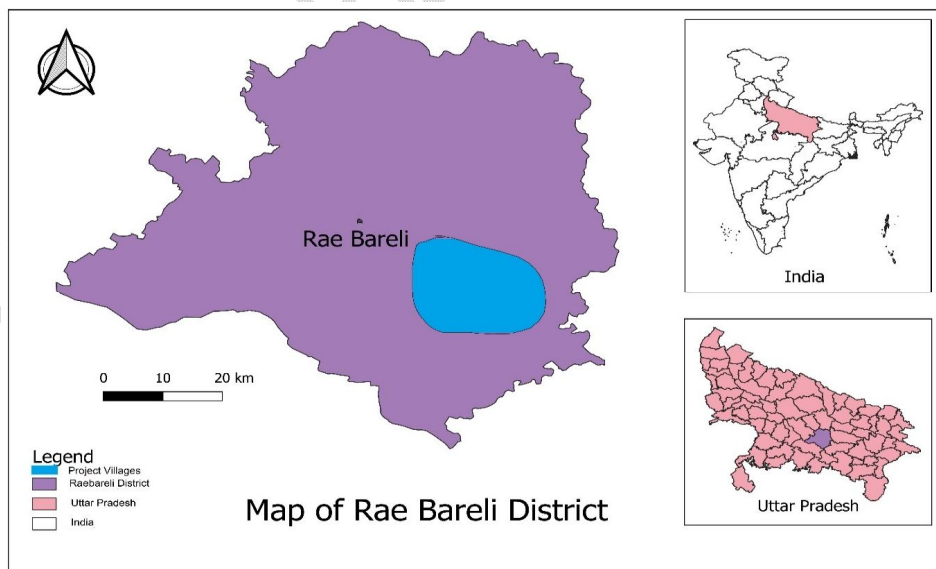 Rae Bareli
0 10 20 km
Legend
Project Villages
Raebareli District
Uttar Pradesh
India
Map of Rae Bareli District
India
Uttar Pradesh